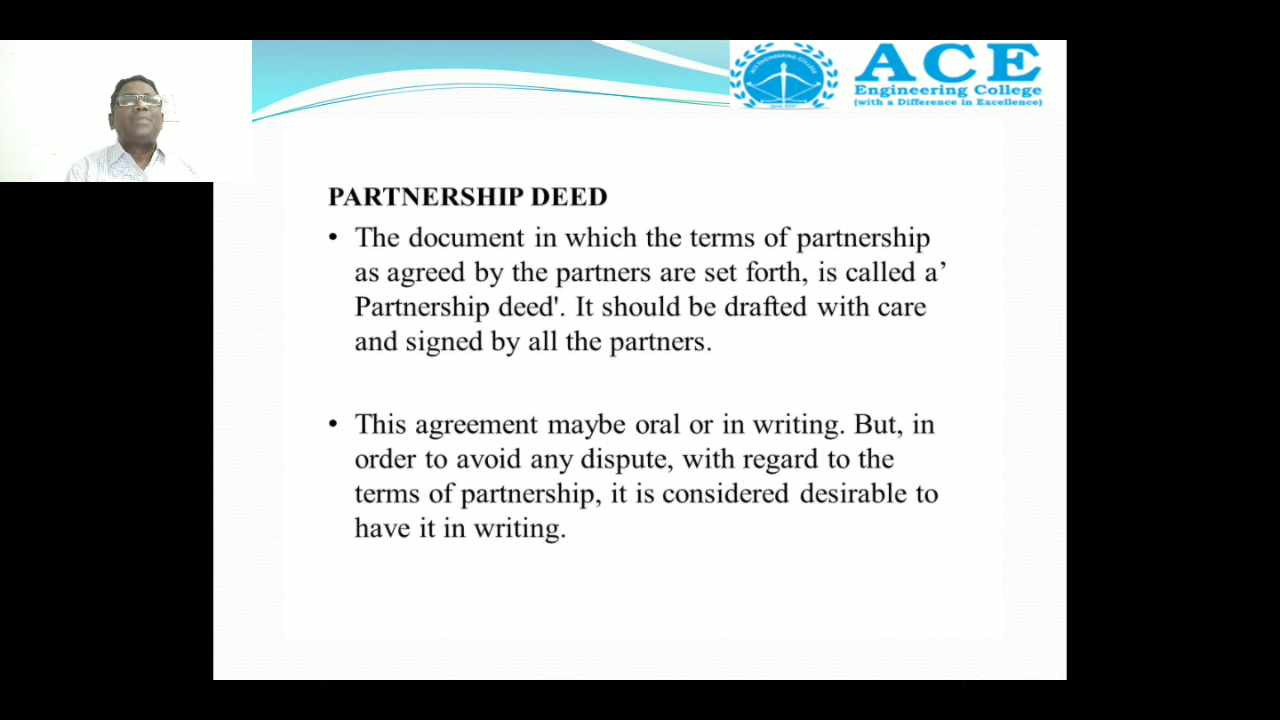 ACE
Engineering College
(with a Difference in Excellence)
PARTNERSHIP DEED
• The document in which the terms of partnership
as agreed by the partners are set forth, is called a’
Partnership deed'. It should be drafted with care
and signed by all the partners.
• This agreement maybe oral or in writing. But, in
order to avoid any dispute, with regard to the
terms of partnership, it is considered desirable to
have it in writing.